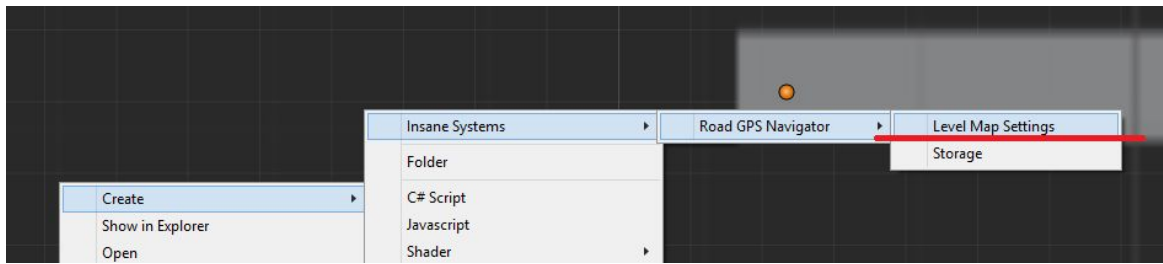 Insane Systems
Road GPS Navigator
Level Map Settings
Storage
Folder
Create
C# Script
Show in Explorer
Javascript
Open
Shader